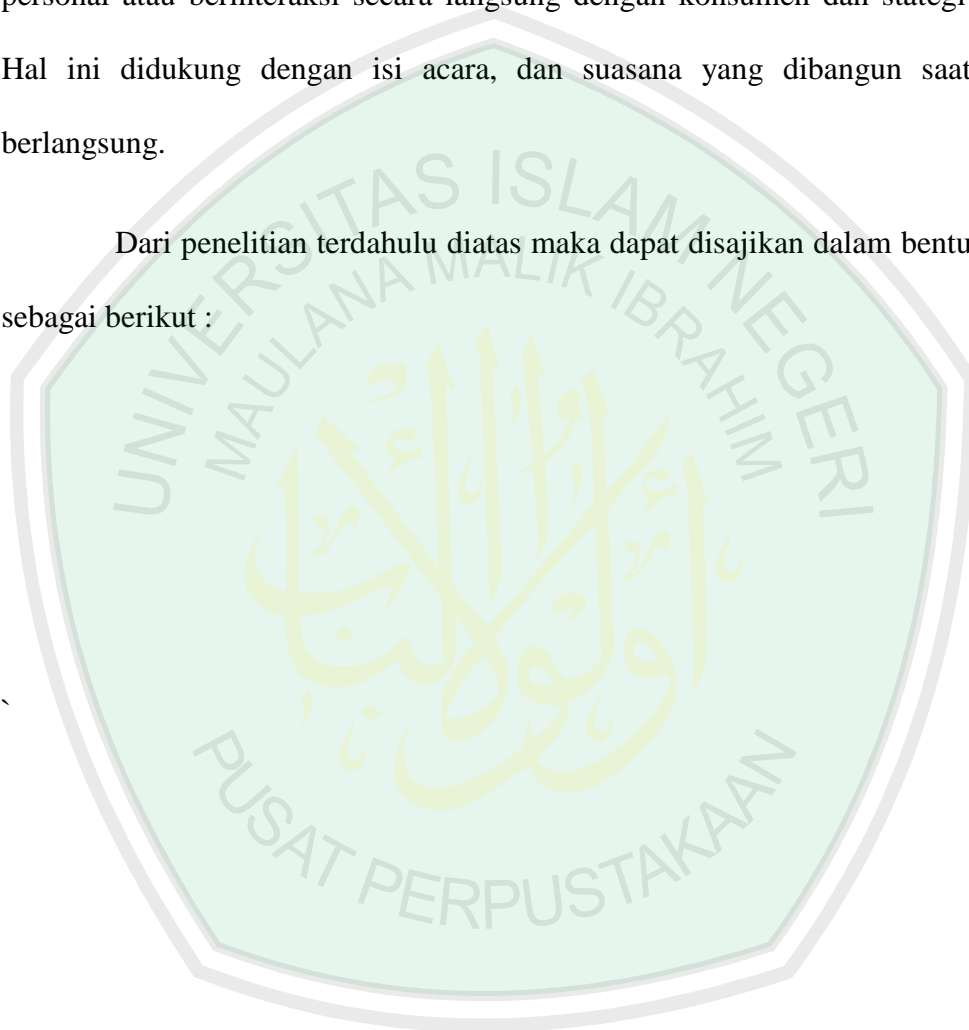 personal atau berinteraksi secara langsung dengan konsumen dan stategi
Hal ini didukung dengan isi acara, dan suasana yang dibangun saat
berlangsung.
Dari penelitian terdahulu diatas maka dapat disajikan dalam bentu
sebagai berikut :
UNIVERSITAS ISLAM NEGERI
MAULANA MALIK IBRAHIM
`
PUSAT PERPUSTAKAAN